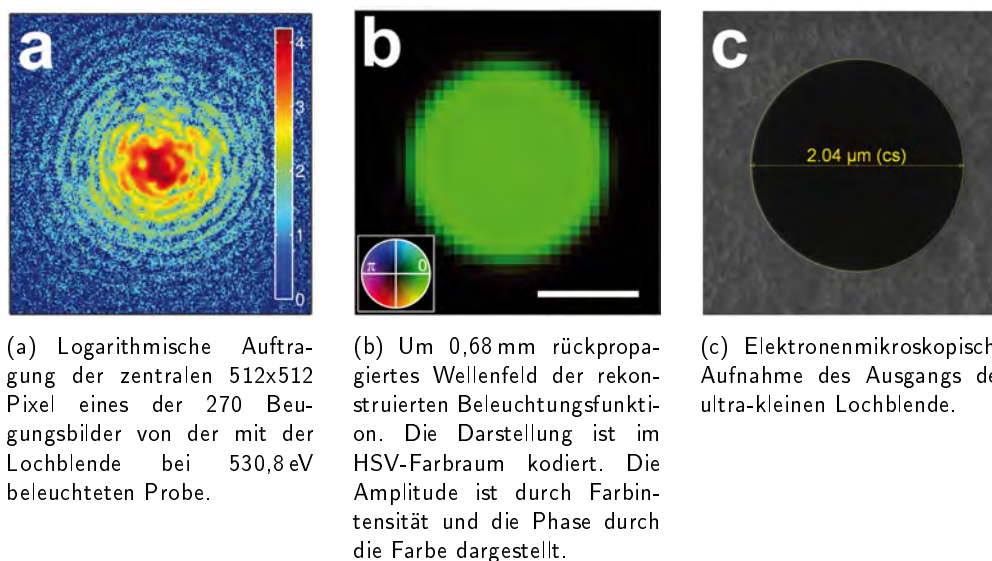 a
4
3
2
1
0
b
π 0
c
2.04 µm (cs)
(a) Logarithmische Auftra-
gung der zentralen 512x512
Pixel eines der 270 Beu-
gungsbilder von der mit der
Lochblende bei 530,8 eV
beleuchteten Probe.
(b) Um 0,68 mm rückpropa-
giertes Wellenfeld der rekon-
struierten Beleuchtungsfunkti-
on. Die Darstellung ist im
HSV-Farbraum kodiert. Die
Amplitude ist durch Farbin-
tensität und die Phase durch
die Farbe dargestellt.
(c) Elektronenmikroskopisch
Aufnahme des Ausgangs de
ultra-kleinen Lochblende.